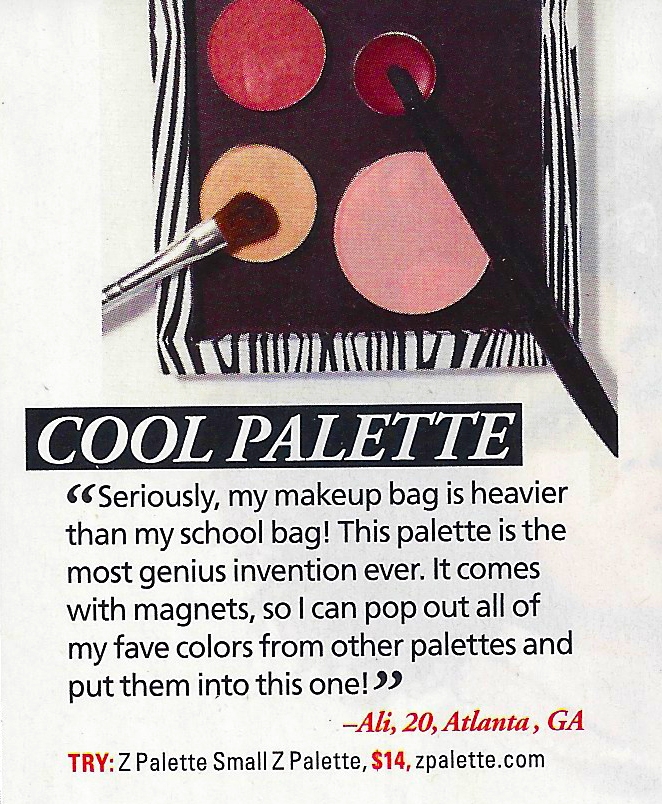 COOL PALETTE
“Seriously, my makeup bag is heavier
than my school bag! This palette is the
most genius invention ever. It comes
with magnets, so I can pop out all of
my fave colors from other palettes and
put them into this one!”
–Ali, 20, Atlanta, GA
TRY: Z Palette Small Z Palette, $14, zpalette.com